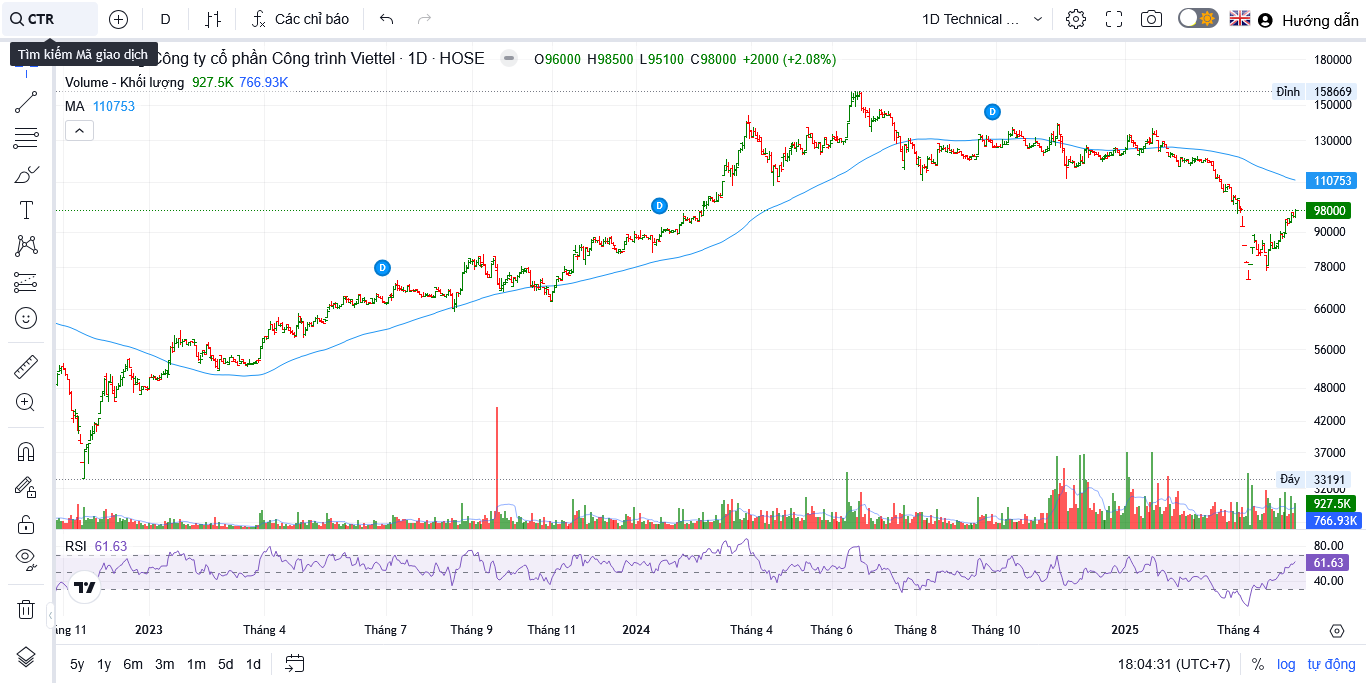 CTR D Các chỉ báo 1D Technical ... Hướng dẫn
Tìm kiếm Mã giao dịch
Công ty cổ phần Công trình Viettel · 1D · HOSE O96000 H98500 L95100 C98000 +2000 (+2.08%)
Volume - Khối lượng 927.5K 766.93K
MA 110753
180000
Đỉnh 158669
150000
D
130000
110753
D
98000
90000
D
78000
66000
56000
48000
42000
37000
Đáy 33191
32000
927.5K
766.93K
RSI 61.63
80.00
61.63
40.00
ng 11 2023 Tháng 4 Tháng 7 Tháng 9 Tháng 11 2024 Tháng 4 Tháng 6 Tháng 8 Tháng 10 2025 Tháng 4
5y 1y 6m 3m 1m 5d 1d 18:04:31 (UTC+7) % log tự động